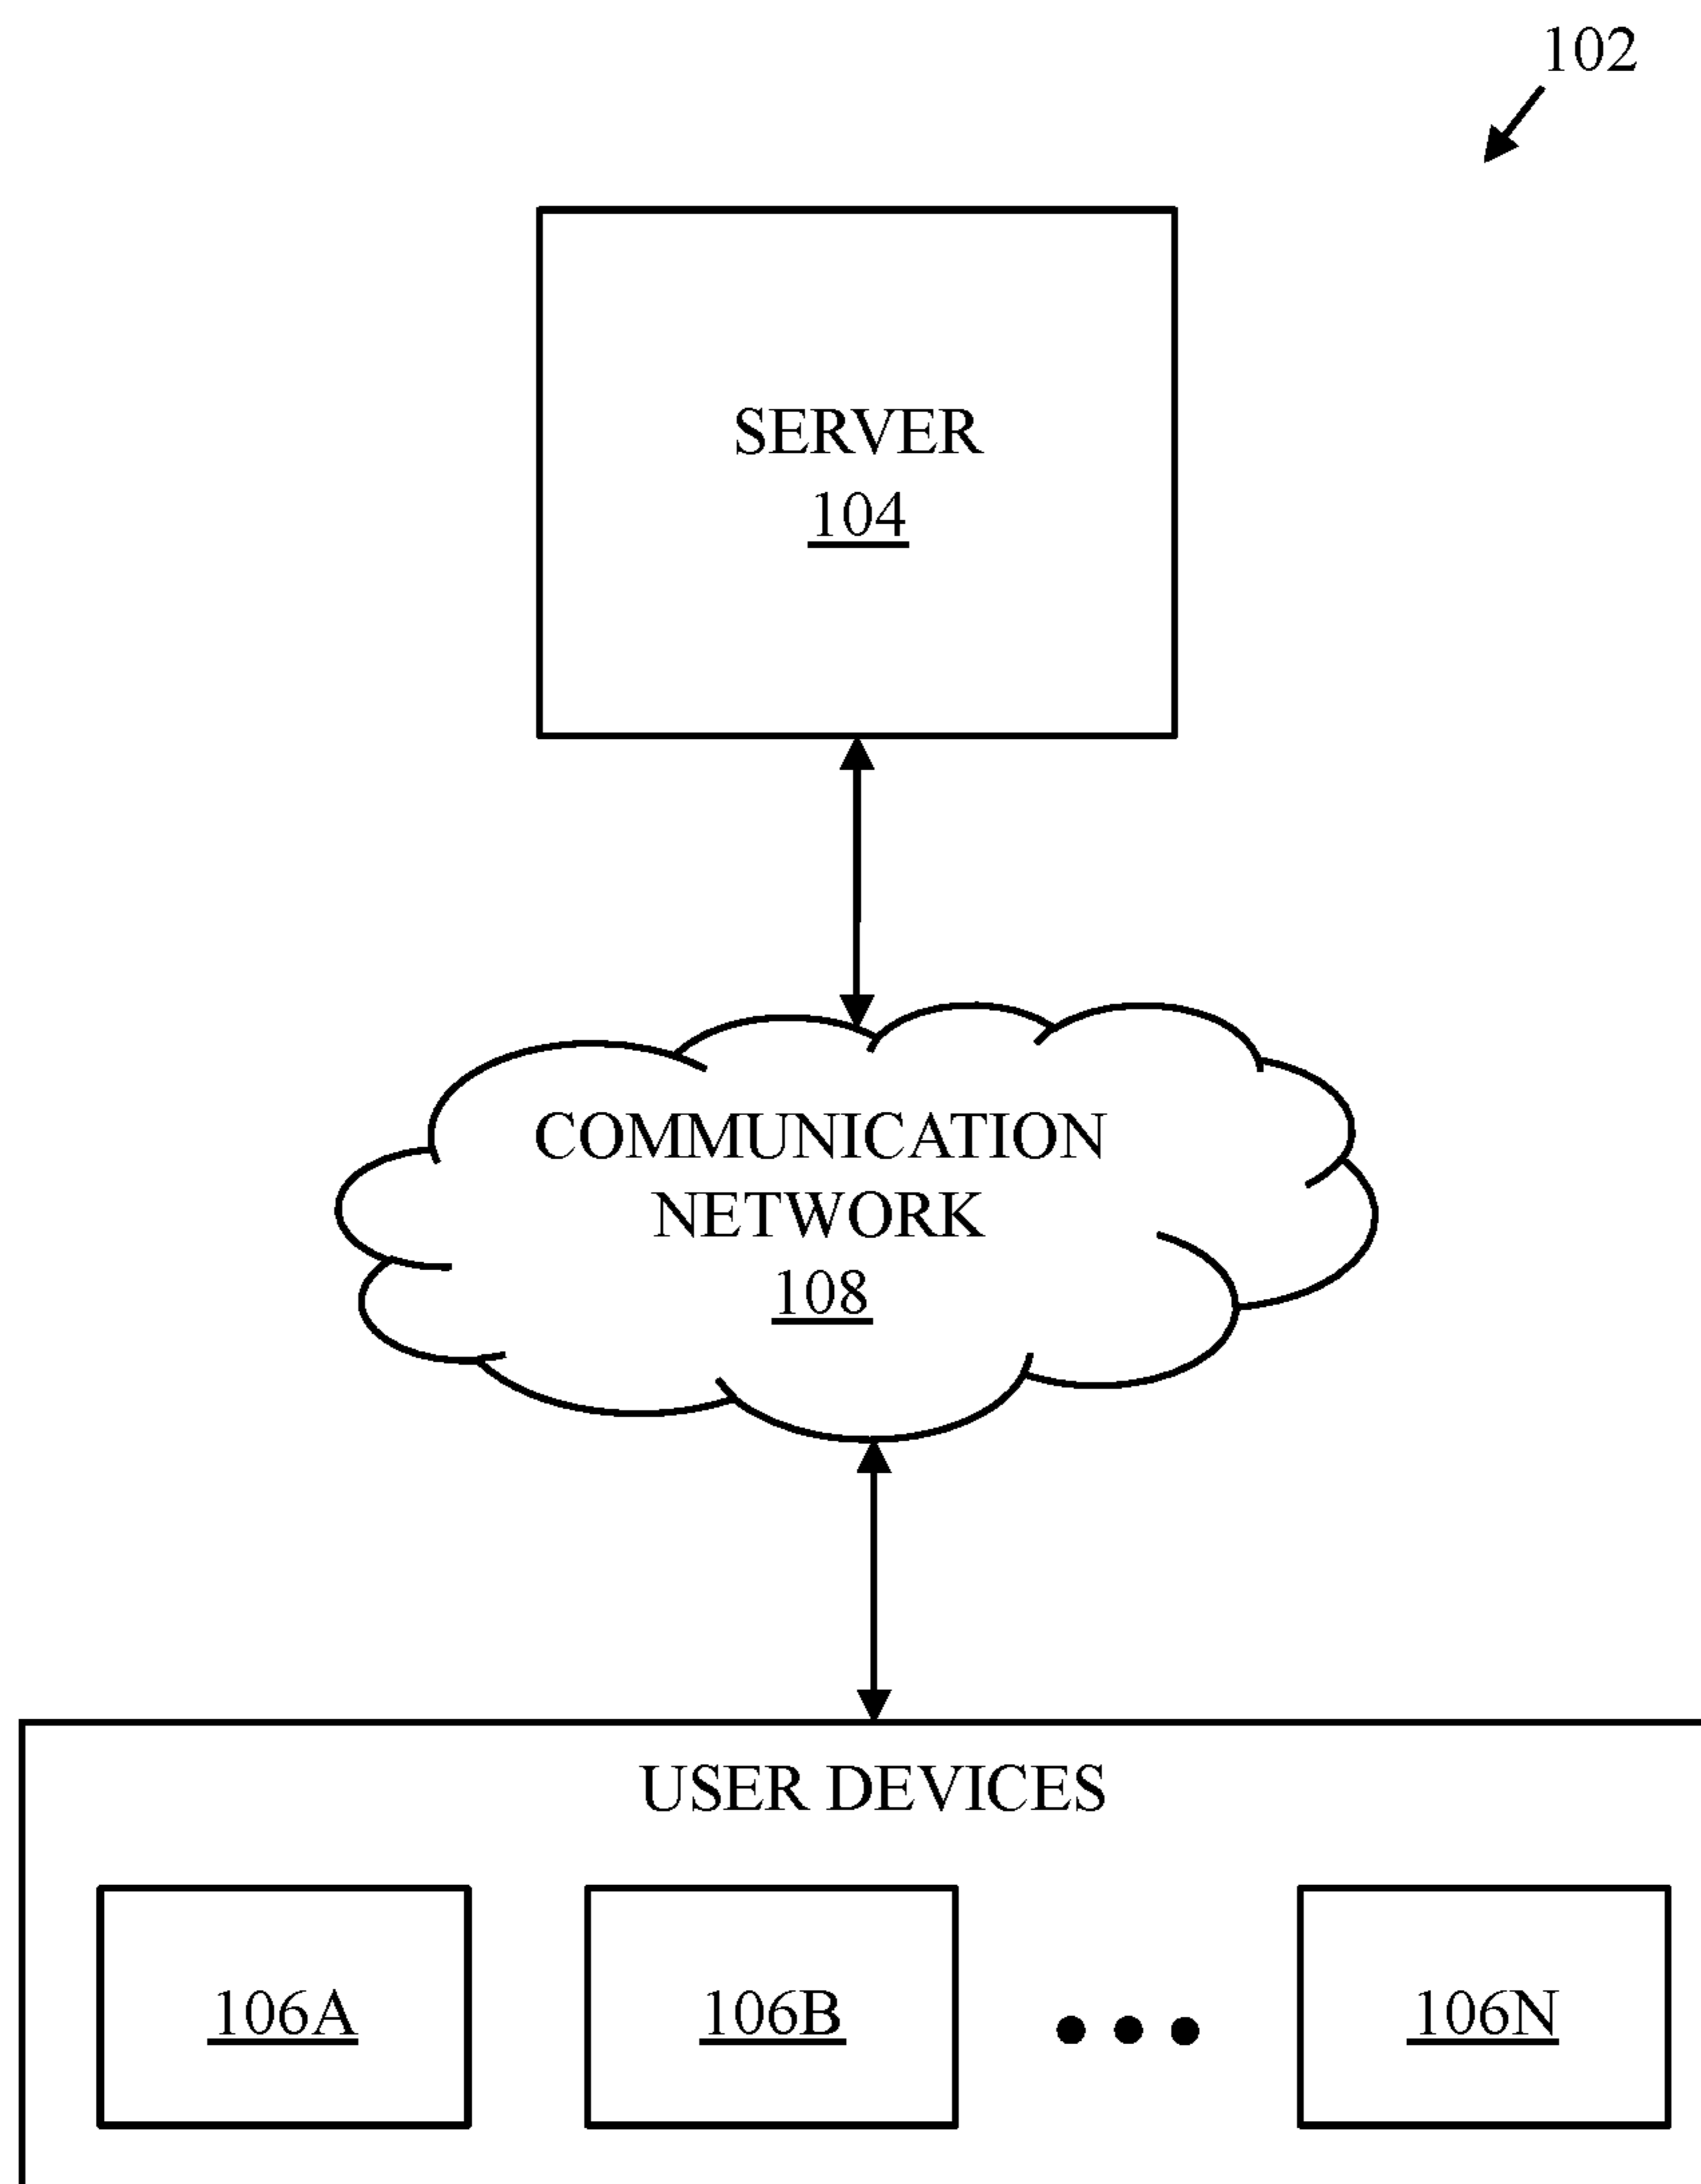 102
SERVER
104
COMMUNICATION
NETWORK
108
USER DEVICES
106A
106B
106N